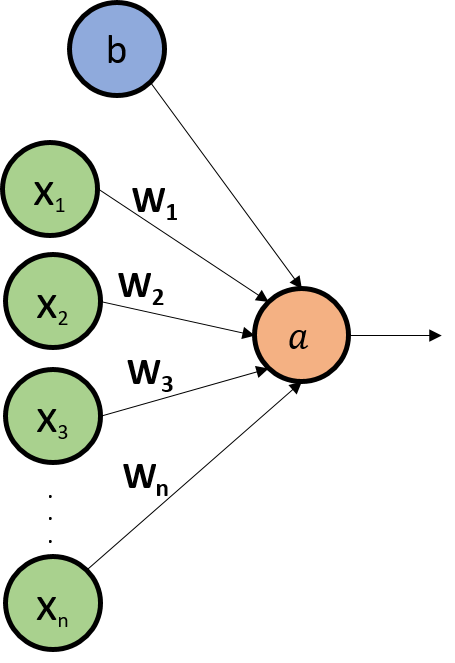 b
x₁
W₁
x₂
W₂
a
x₃
W₃
Wₙ
.
.
.
xₙ